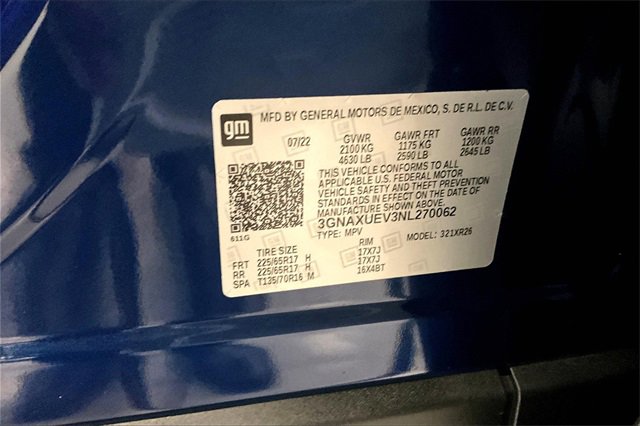 gm
MFD BY GENERAL MOTORS DE MEXICO, S. DE R.L. DE C.V.
07/22 GVWR GAWR FRT GAWR RR
2100 KG 1175 KG 1200 KG
4630 LB 2590 LB 2645 LB
THIS VEHICLE CONFORMS TO ALL
APPLICABLE U.S. FEDERAL MOTOR
VEHICLE SAFETY AND THEFT PREVENTION
STANDARDS IN EFFECT ON THE DATE OF
MANUFACTURE SHOWN ABOVE.
3GNAXUEV3NL270062
611G TYPE: MPV MODEL: 321XR26
TIRE SIZE RIM
FRT 225/65R17 H 17X7J
RR 225/65R17 H 17X7J
SPA T135/70R16 M 16X4BT